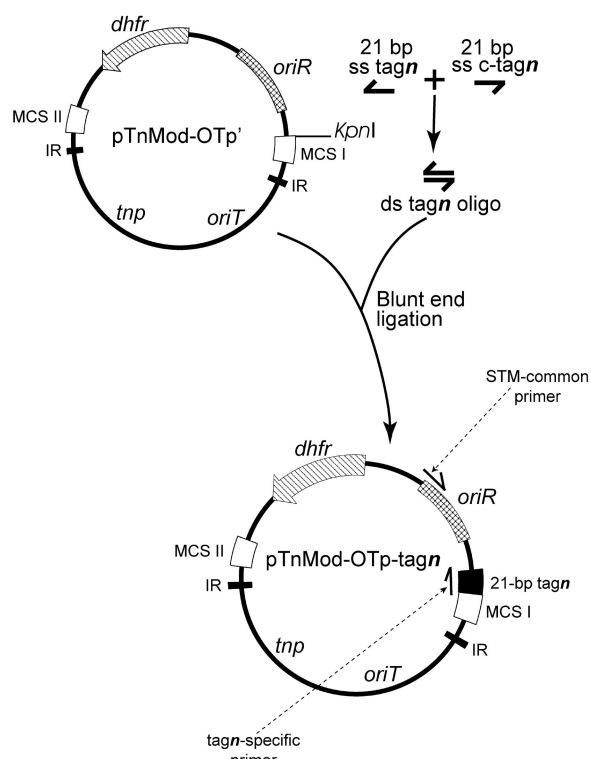 dhfr
oriR
MCS II
pTnMod-OTp'
KpnI
MCS I
IR
IR
tnp
oriT
21 bp
ss tagn
+
21 bp
ss c-tagn
ds tagn oligo
Blunt end
ligation
STM-common
primer
dhfr
oriR
MCS II
pTnMod-OTp-tagn
21-bp tagn
MCS I
IR
IR
tnp
oriT
tagn-specific
primer